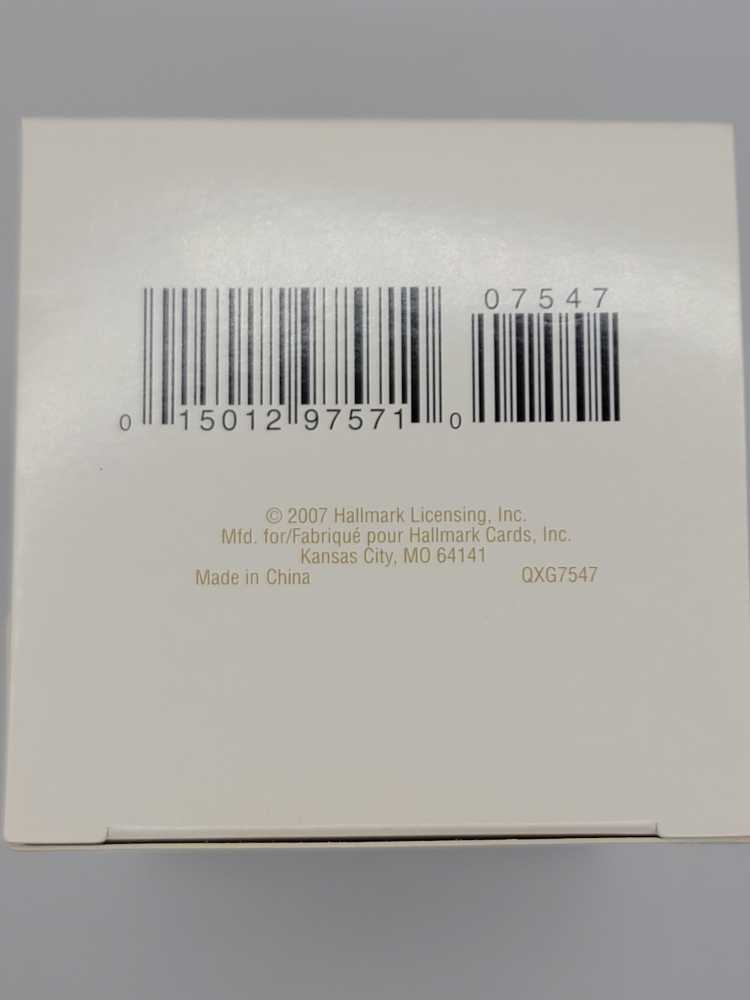 07547
0 15012 97571 0
© 2007 Hallmark Licensing, Inc.
Mfd. for/Fabriqué pour Hallmark Cards, Inc.
Kansas City, MO 64141
Made in China QXG7547